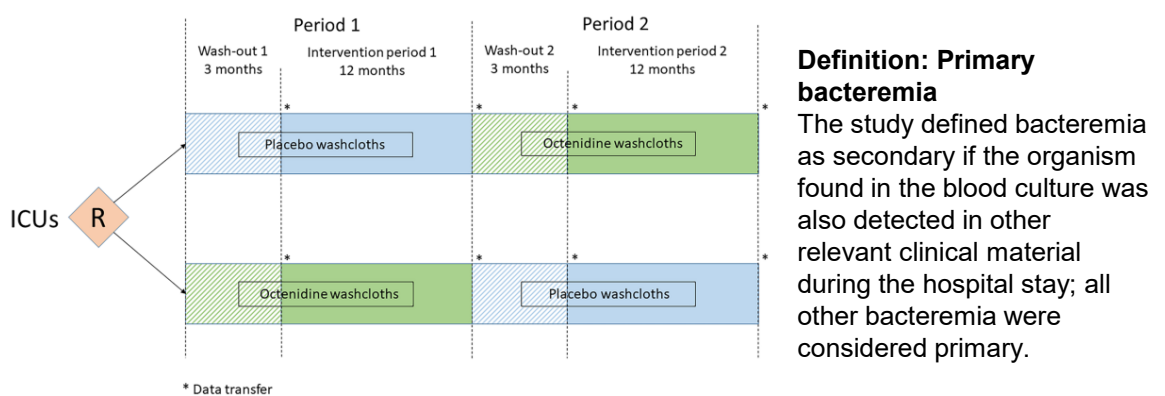 Period 1
Period 2
Wash-out 1
3 months
Intervention period 1
12 months
Wash-out 2
3 months
Intervention period 2
12 months
* * * *
Placebo washcloths
Octenidine washcloths
ICUs
R
* * * *
Octenidine washcloths
Placebo washcloths
* Data transfer
Definition: Primary
bacteremia
The study defined bacteremia
as secondary if the organism
found in the blood culture was
also detected in other
relevant clinical material
during the hospital stay; all
other bacteremia were
considered primary.